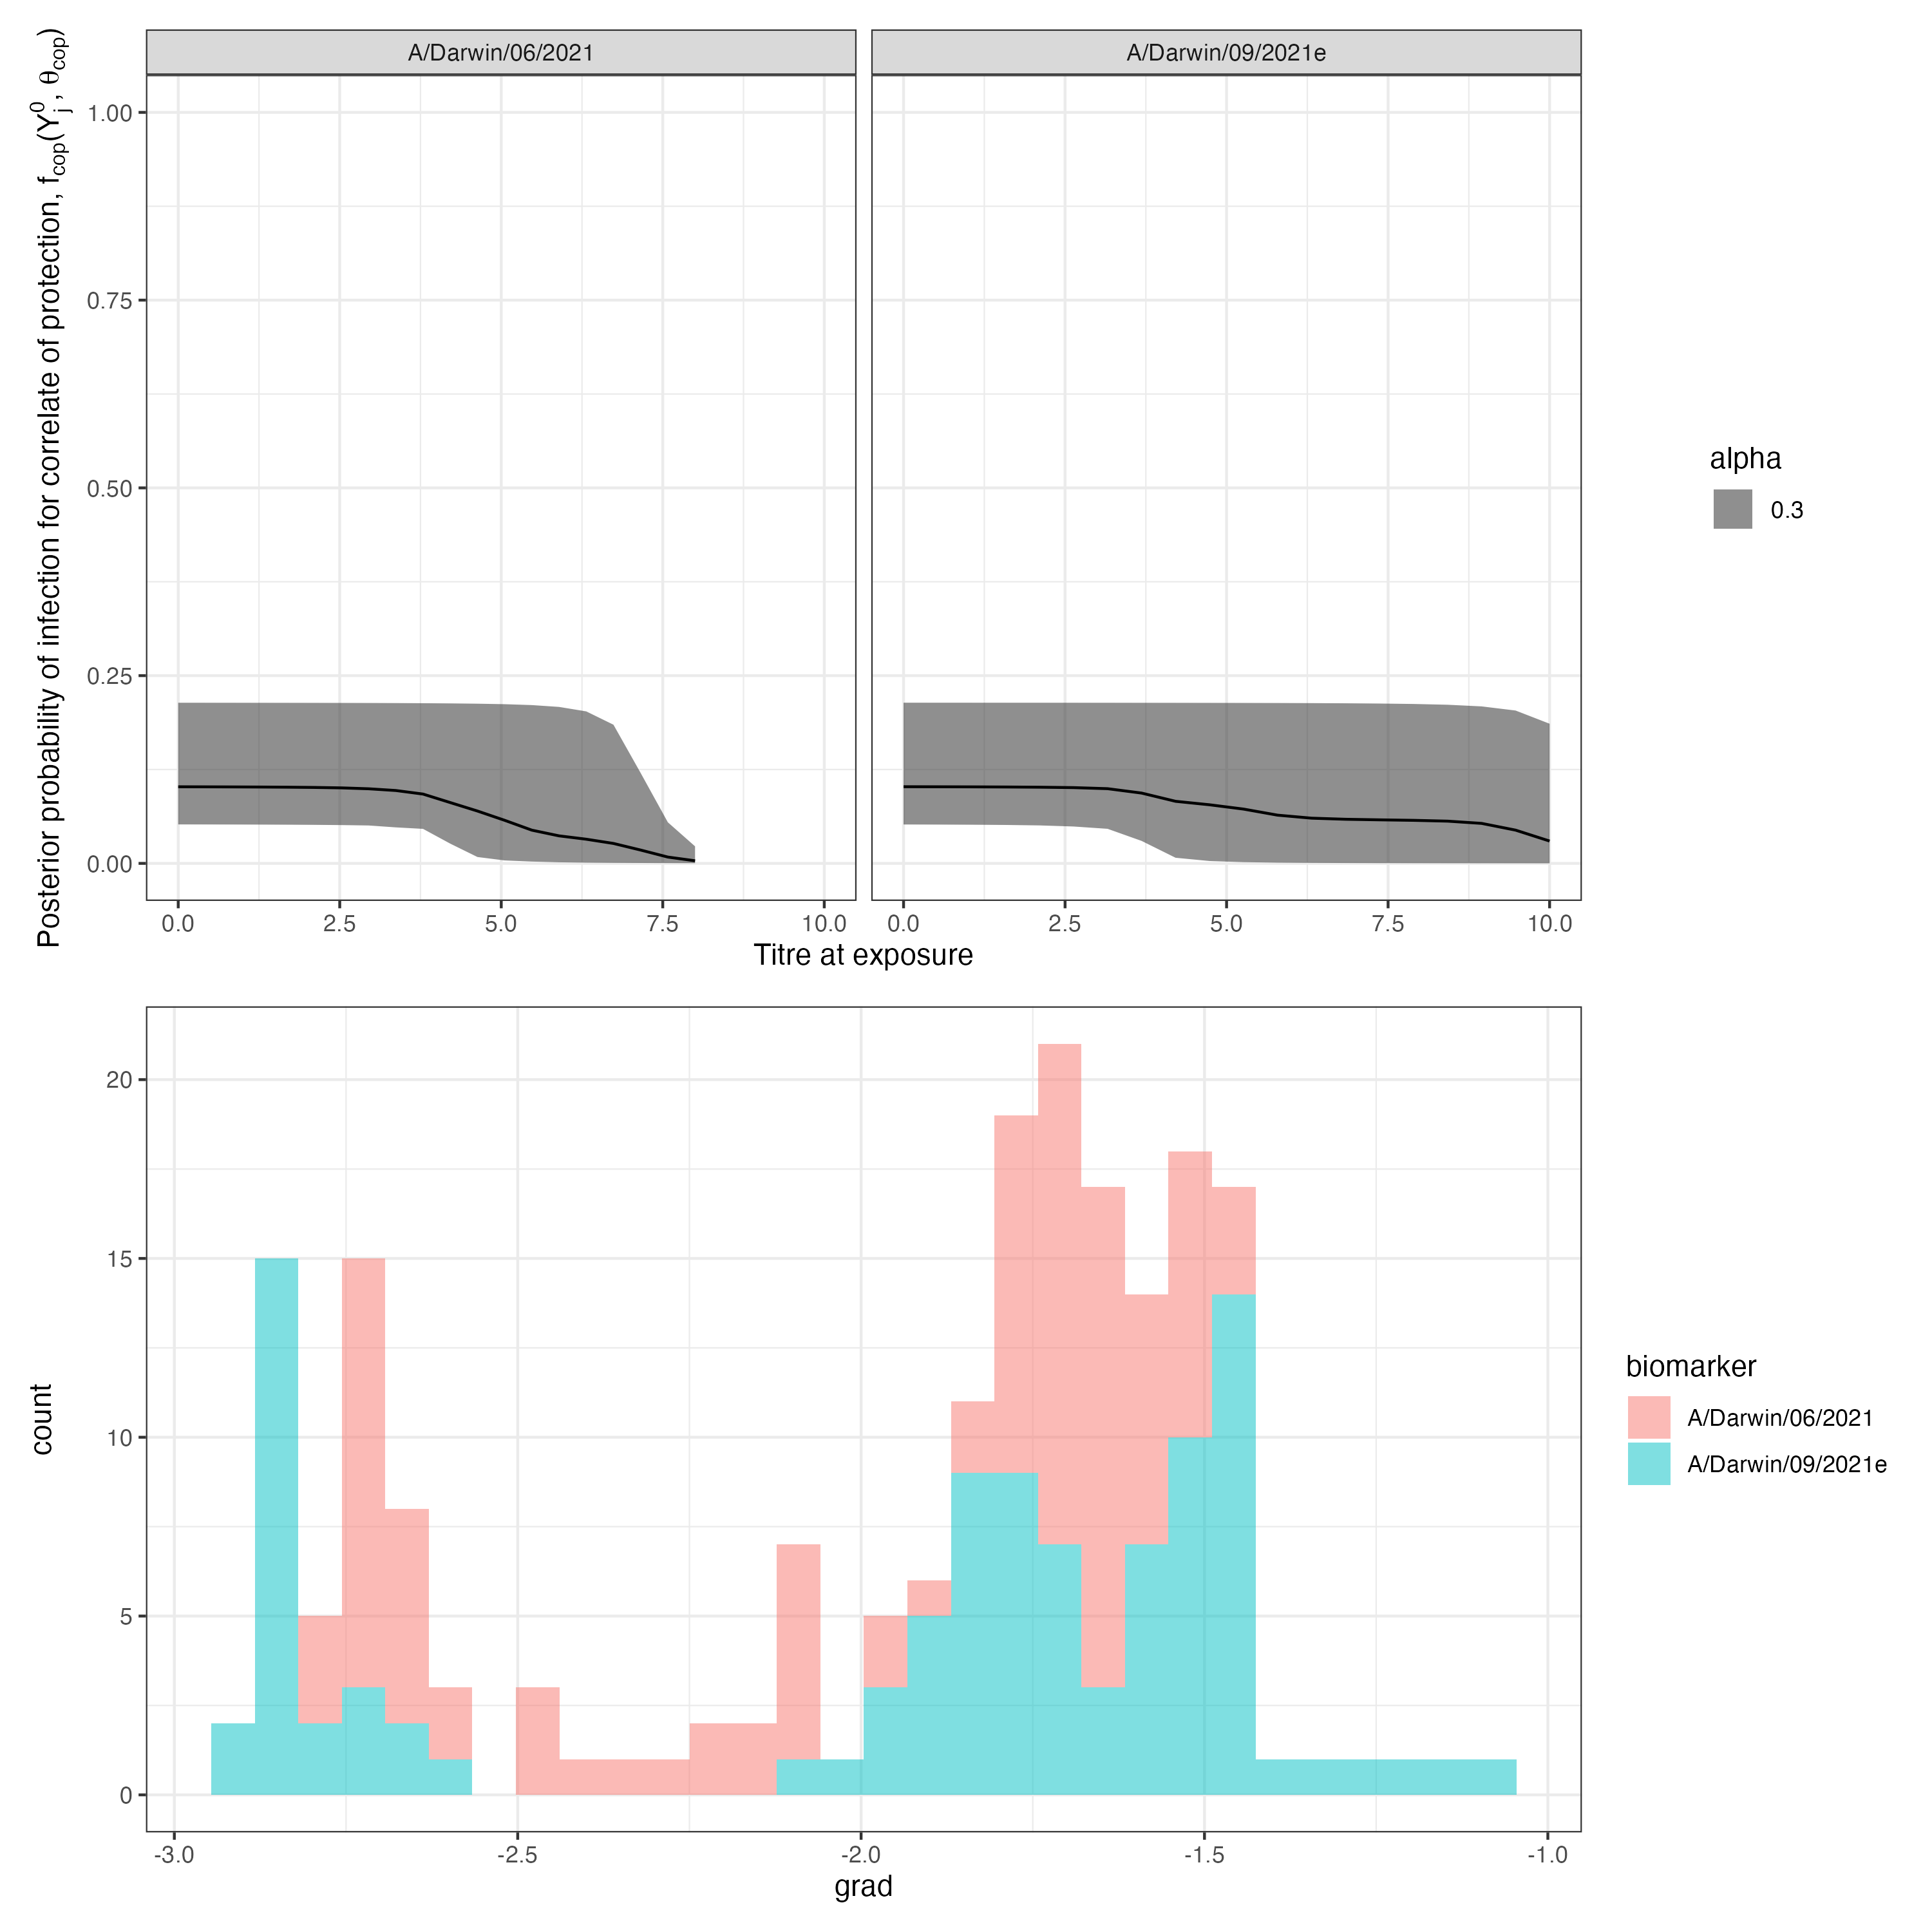 A/Darwin/06/2021
A/Darwin/09/2021e
Posterior probability of infection for correlate of protection, f_cop(Y_j^0, θ_cop)
1.00
0.75
0.50
0.25
0.00
0.0 2.5 5.0 7.5 10.0
0.0 2.5 5.0 7.5 10.0
Titre at exposure
alpha
0.3
count
20
15
10
5
0
-3.0 -2.5 -2.0 -1.5 -1.0
grad
biomarker
A/Darwin/06/2021
A/Darwin/09/2021e